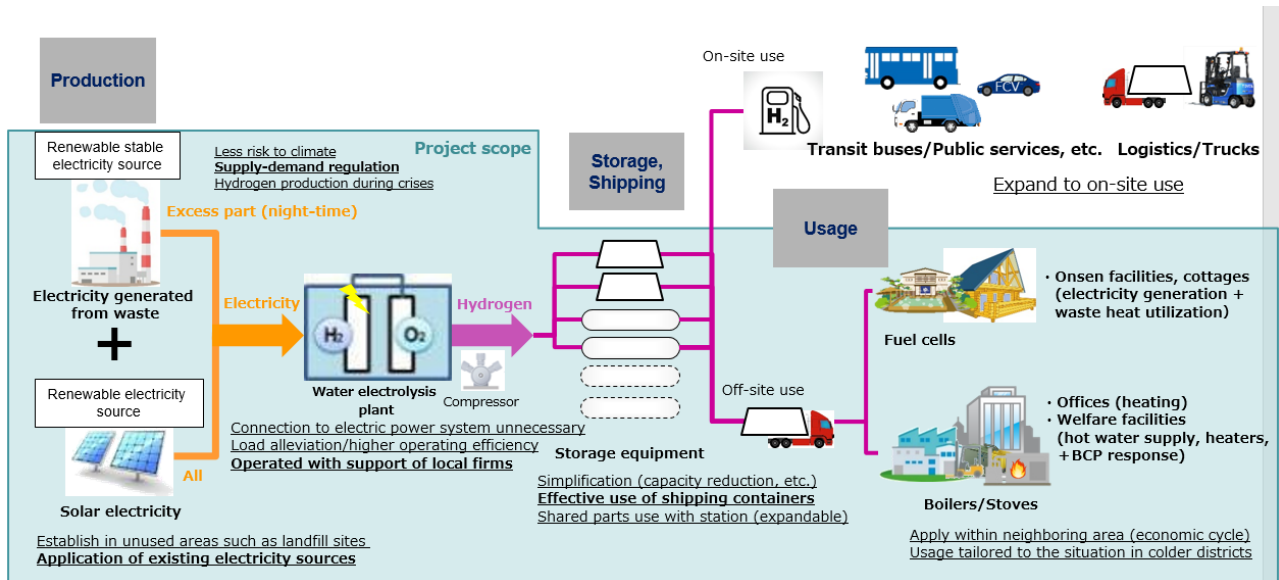 Production
Renewable stable
electricity source
Less risk to climate
Supply-demand regulation
Hydrogen production during crises
Project scope
Excess part (night-time)
Electricity generated
from waste
+
Renewable electricity
source
Solar electricity
All
Establish in unused areas such as landfill sites
Application of existing electricity sources
Electricity
H2
O2
Water electrolysis
plant
Hydrogen
Compressor
Connection to electric power system unnecessary
Load alleviation/higher operating efficiency
Operated with support of local firms
Storage,
Shipping
Storage equipment
Simplification (capacity reduction, etc.)
Effective use of shipping containers
Shared parts use with station (expandable)
On-site use
H2
FCV
Transit buses/Public services, etc.
Logistics/Trucks
Expand to on-site use
Usage
Off-site use
Fuel cells
・Onsen facilities, cottages
(electricity generation +
waste heat utilization)
Boilers/Stoves
・Offices (heating)
・Welfare facilities
(hot water supply, heaters,
+BCP response)
Apply within neighboring area (economic cycle)
Usage tailored to the situation in colder districts